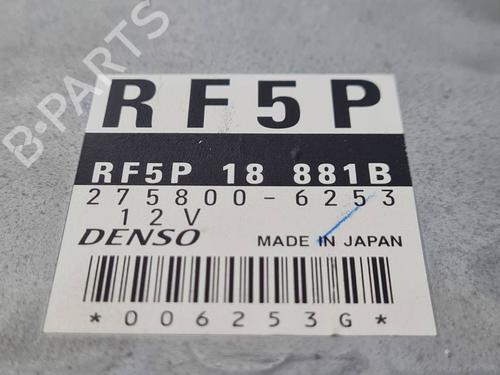 B-PARTS
RF5P
RF5P 18 881B
275800-6253
12V
DENSO MADE IN JAPAN
*006253G*